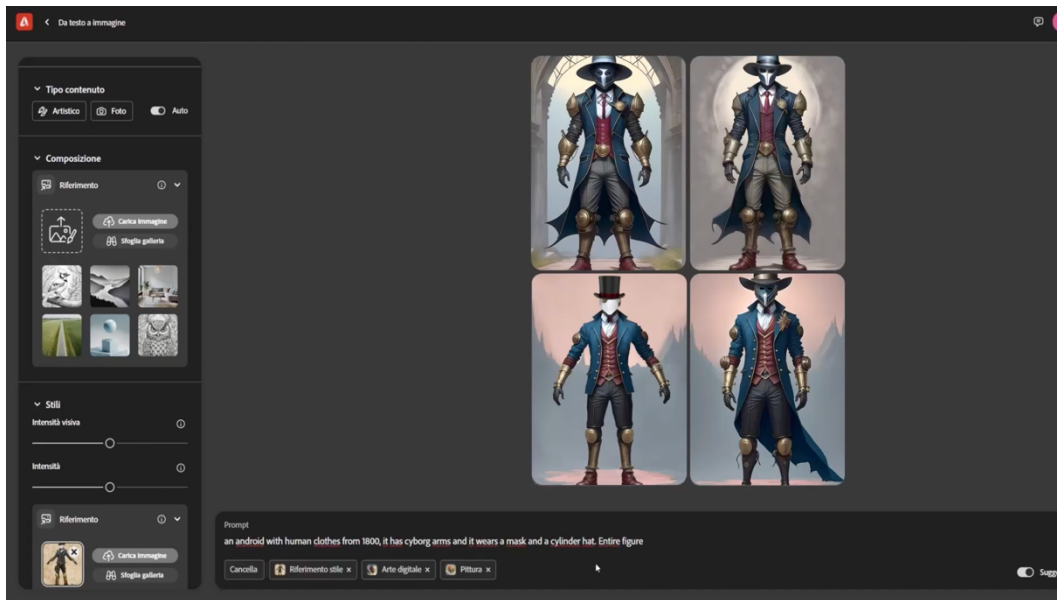 Da testo a immagine
Tipo contenuto
Artistico
Foto
Auto
Composizione
Riferimento
Carica immagine
Sfoglia galleria
Stili
Intensità visiva
Intensità
Riferimento
Carica immagine
Sfoglia galleria
Prompt
an android with human clothes from 1800, it has cyborg arms and it wears a mask and a cylinder hat. Entire figure
Cancella
Riferimento stile
Arte digitale
Pittura
Sugge